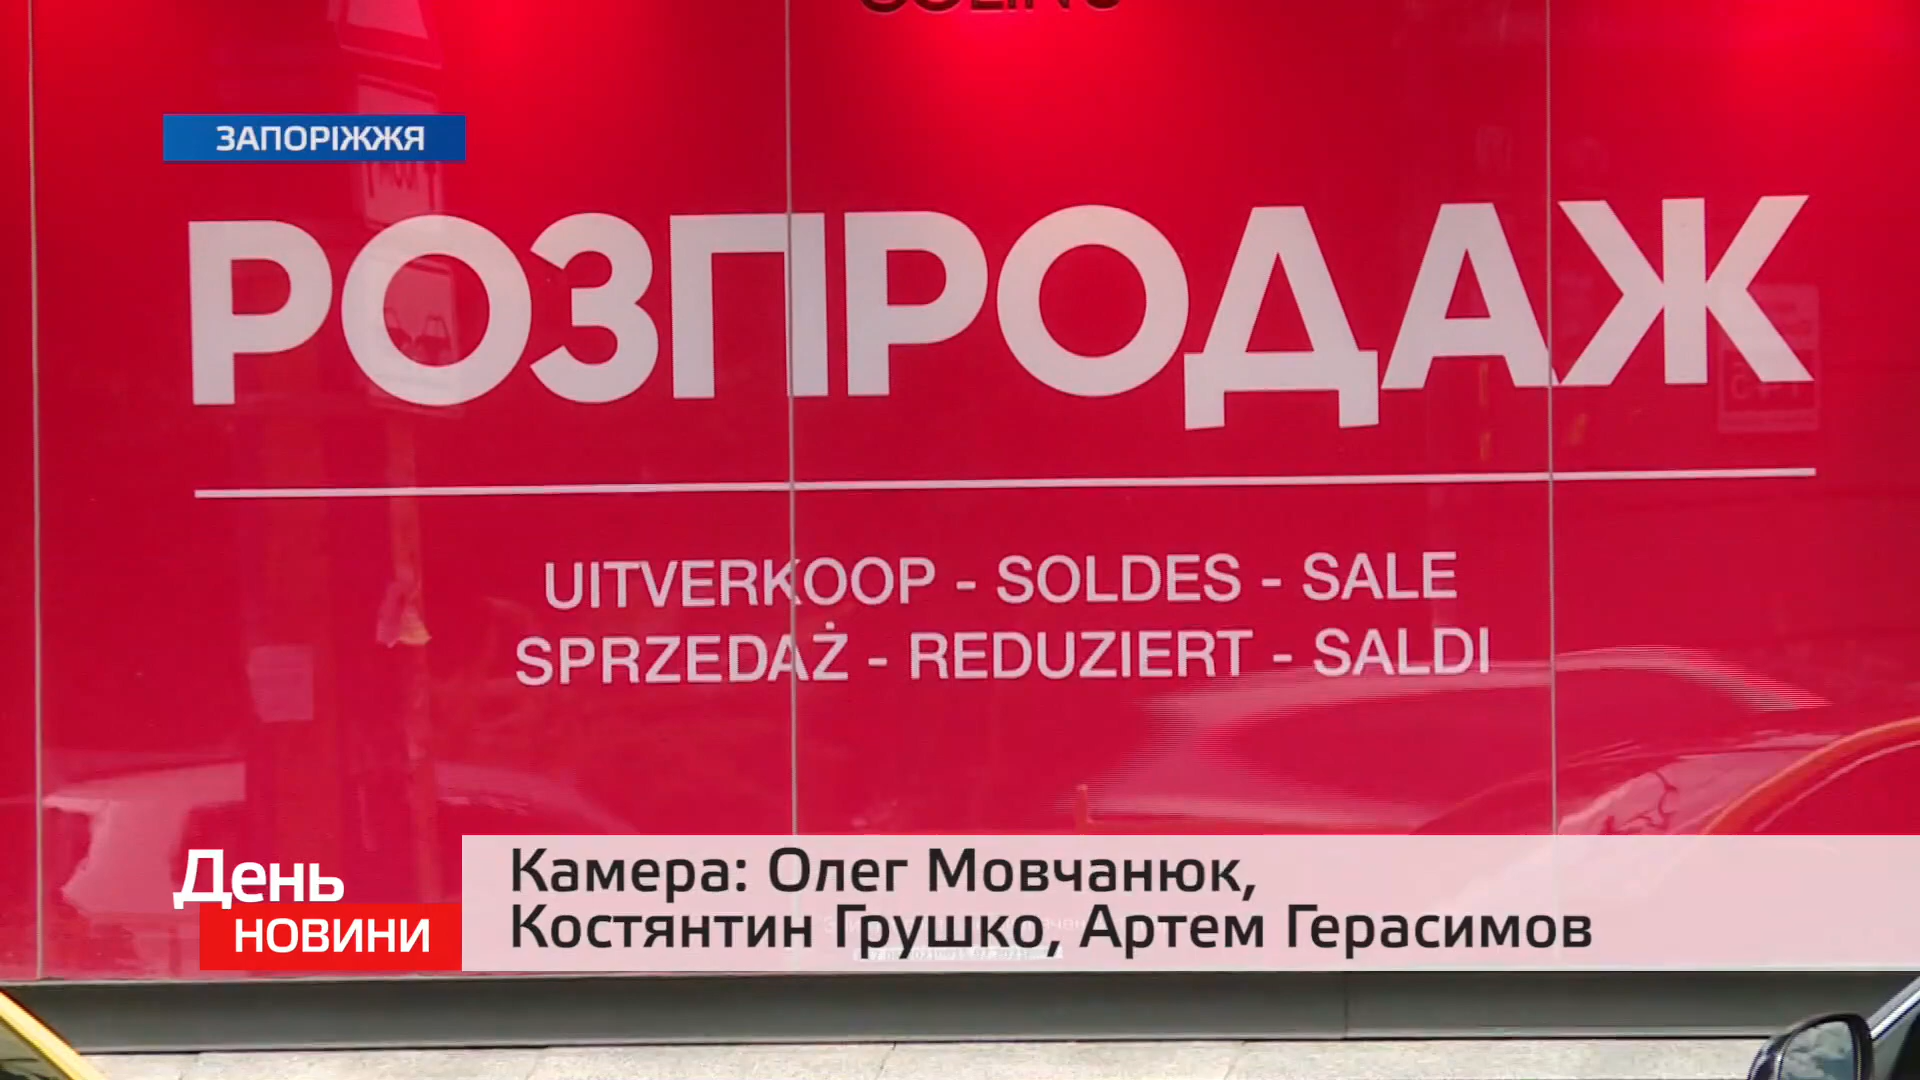 ЗАПОРІЖЖЯ
РОЗПРОДАЖ
UITVERKOOP - SOLDES - SALE
SPRZEDAŻ - REDUZIERT - SALDI
День
НОВИНИ
Камера: Олег Мовчанюк,
Костянтин Грушко, Артем Герасимов